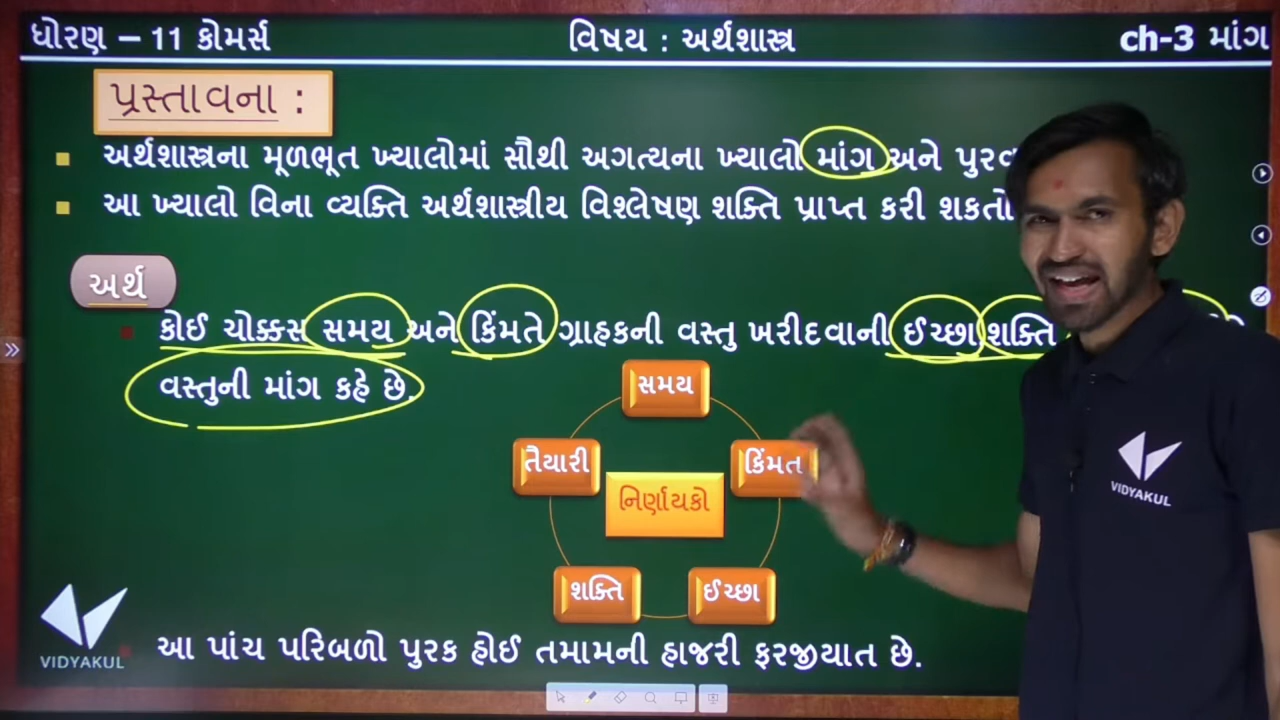 ધોરણ – 11 કોમર્સ
વિષય : અર્થશાસ્ત્ર
ch-3 માંગ
પ્રસ્તાવના :
અર્થશાસ્ત્રના મૂળભૂત ખ્યાલોમાં સૌથી અગત્યના ખ્યાલો માંગ અને
આ ખ્યાલો વિના વ્યક્તિ અર્થશાસ્ત્રીય વિશ્લેષણ શક્તિ પ્રાપ્ત કરી શકતો
અર્થ
કોઈ ચોક્કસ સમય અને કિંમતે ગ્રાહકની વસ્તુ ખરીદવાની ઈચ્છા શક્તિ
વસ્તુની માંગ કહે છે.
સમય
તૈયારી
કિંમત
નિર્ણાયકો
શક્તિ
ઈચ્છા
આ પાંચ પરિબળો પુરક હોઈ તમામની હાજરી ફરજીયાત છે.
VIDYAKUL
VIDYAKUL